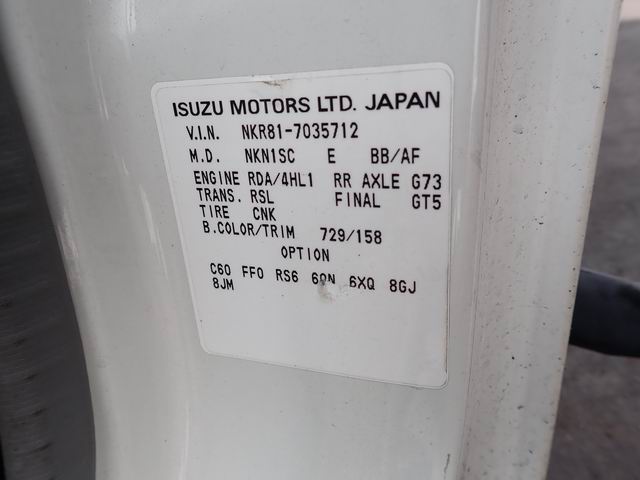 ISUZU MOTORS LTD. JAPAN
V.I.N. NKR81-7035712
M.D. NKN1SC E BB/AF
ENGINE RDA/4HL1 RR AXLE G73
TRANS. RSL FINAL GT5
TIRE CNK
B.COLOR/TRIM 729/158
OPTION
C60 FF0 RS6 6QN 6XQ 8GJ
8JM